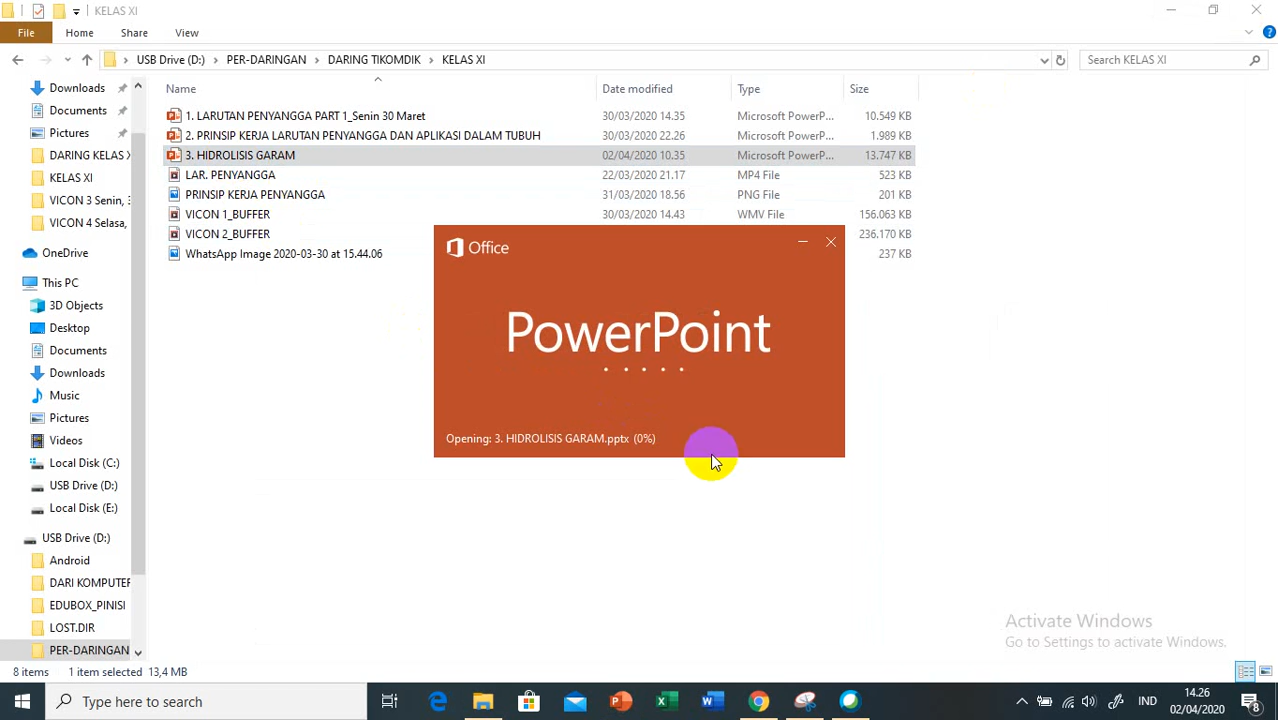 KELAS XI
File Home Share View
USB Drive (D:) PER-DARINGAN DARING TIKOMDIK KELAS XI
Search KELAS XI
Name Date modified Type Size
1. LARUTAN PENYANGGA PART 1_Senin 30 Maret 30/03/2020 14.35 Microsoft PowerP... 10.549 KB
2. PRINSIP KERJA LARUTAN PENYANGGA DAN APLIKASI DALAM TUBUH 30/03/2020 22.26 Microsoft PowerP... 1.989 KB
3. HIDROLISIS GARAM 02/04/2020 10.35 Microsoft PowerP... 13.747 KB
LAR. PENYANGGA 22/03/2020 21.17 MP4 File 523 KB
PRINSIP KERJA PENYANGGA 31/03/2020 18.56 PNG File 201 KB
VICON 1_BUFFER 30/03/2020 14.43 WMV File 156.063 KB
VICON 2_BUFFER 236.170 KB
WhatsApp Image 2020-03-30 at 15.44.06 237 KB
Downloads
Documents
Pictures
DARING KELAS X
KELAS XI
VICON 3 Senin, 3
VICON 4 Selasa,
OneDrive
This PC
3D Objects
Desktop
Documents
Downloads
Music
Pictures
Videos
Local Disk (C:)
USB Drive (D:)
Local Disk (E:)
USB Drive (D:)
Android
DARI KOMPUTER
EDUBOX_PINISI
LOST.DIR
PER-DARINGAN
Office
PowerPoint
Opening: 3. HIDROLISIS GARAM.pptx (0%)
Activate Windows
Go to Settings to activate Windows.
8 items 1 item selected 13,4 MB
Type here to search
IND
14.26
02/04/2020
8